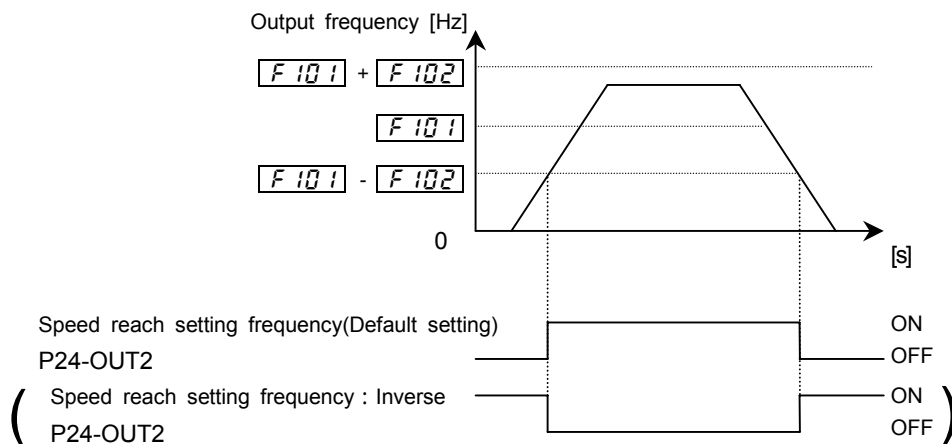 Output frequency [Hz]
F101 + F102
F101
F101 - F102
0
[s]
Speed reach setting frequency(Default setting)
ON
P24-OUT2
OFF
( Speed reach setting frequency : Inverse
ON
P24-OUT2
OFF )